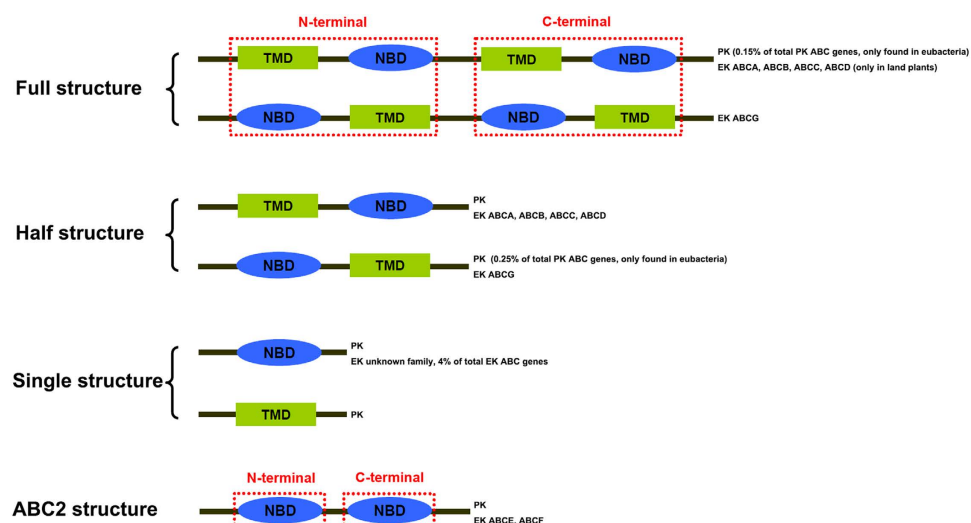 N-terminal
C-terminal
TMD
NBD
TMD
NBD
PK (0.15% of total PK ABC genes, only found in eubacteria)
EK ABCA, ABCB, ABCC, ABCD (only in land plants)
Full structure
NBD
TMD
NBD
TMD
EK ABCG
TMD
NBD
PK
EK ABCA, ABCB, ABCC, ABCD
Half structure
NBD
TMD
PK (0.25% of total PK ABC genes, only found in eubacteria)
EK ABCG
NBD
PK
EK unknown family, 4% of total EK ABC genes
Single structure
TMD
PK
N-terminal
C-terminal
ABC2 structure
NBD
NBD
PK
EK ABCE, ABCF